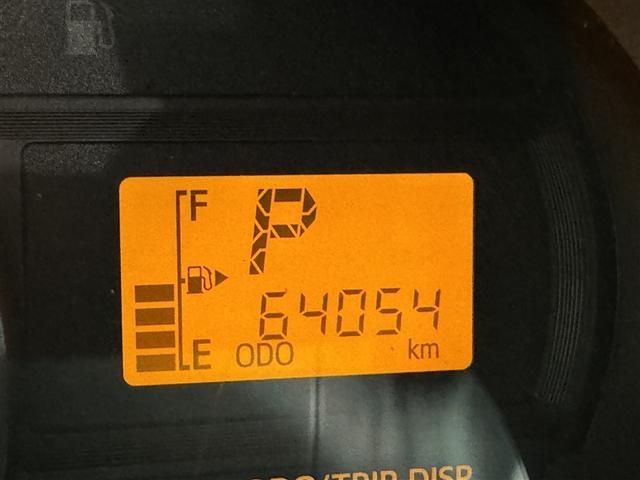 F
P
64054
E ODO km
ODO/TRIP DISP